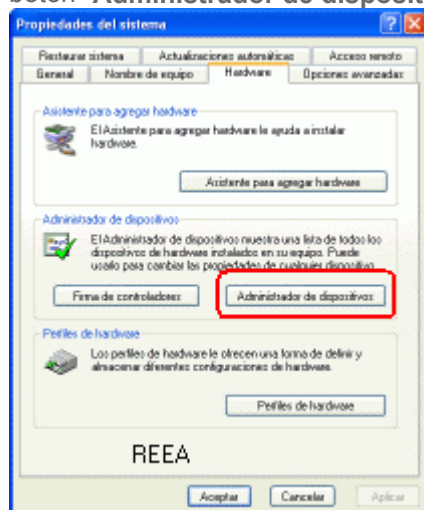 botón "Administrador de disposit
Propiedades del sistema
Restaurar sistema Actualizaciones automáticas Acceso remoto
General Nombre de equipo Hardware Opciones avanzadas
Asistente para agregar hardware
El Asistente para agregar hardware le ayuda a instalar
hardware.
Asistente para agregar hardware
Administrador de dispositivos
El Administrador de dispositivos muestra una lista de todos los
dispositivos de hardware instalados en su equipo. Puede
usarlo para cambiar las propiedades de cualquier dispositivo.
Firma de controladores Administrador de dispositivos
Perfiles de hardware
Los perfiles de hardware le ofrecen una forma de definir y
almacenar diferentes configuraciones de hardware.
Perfiles de hardware
REEA
Aceptar Cancelar Aplicar